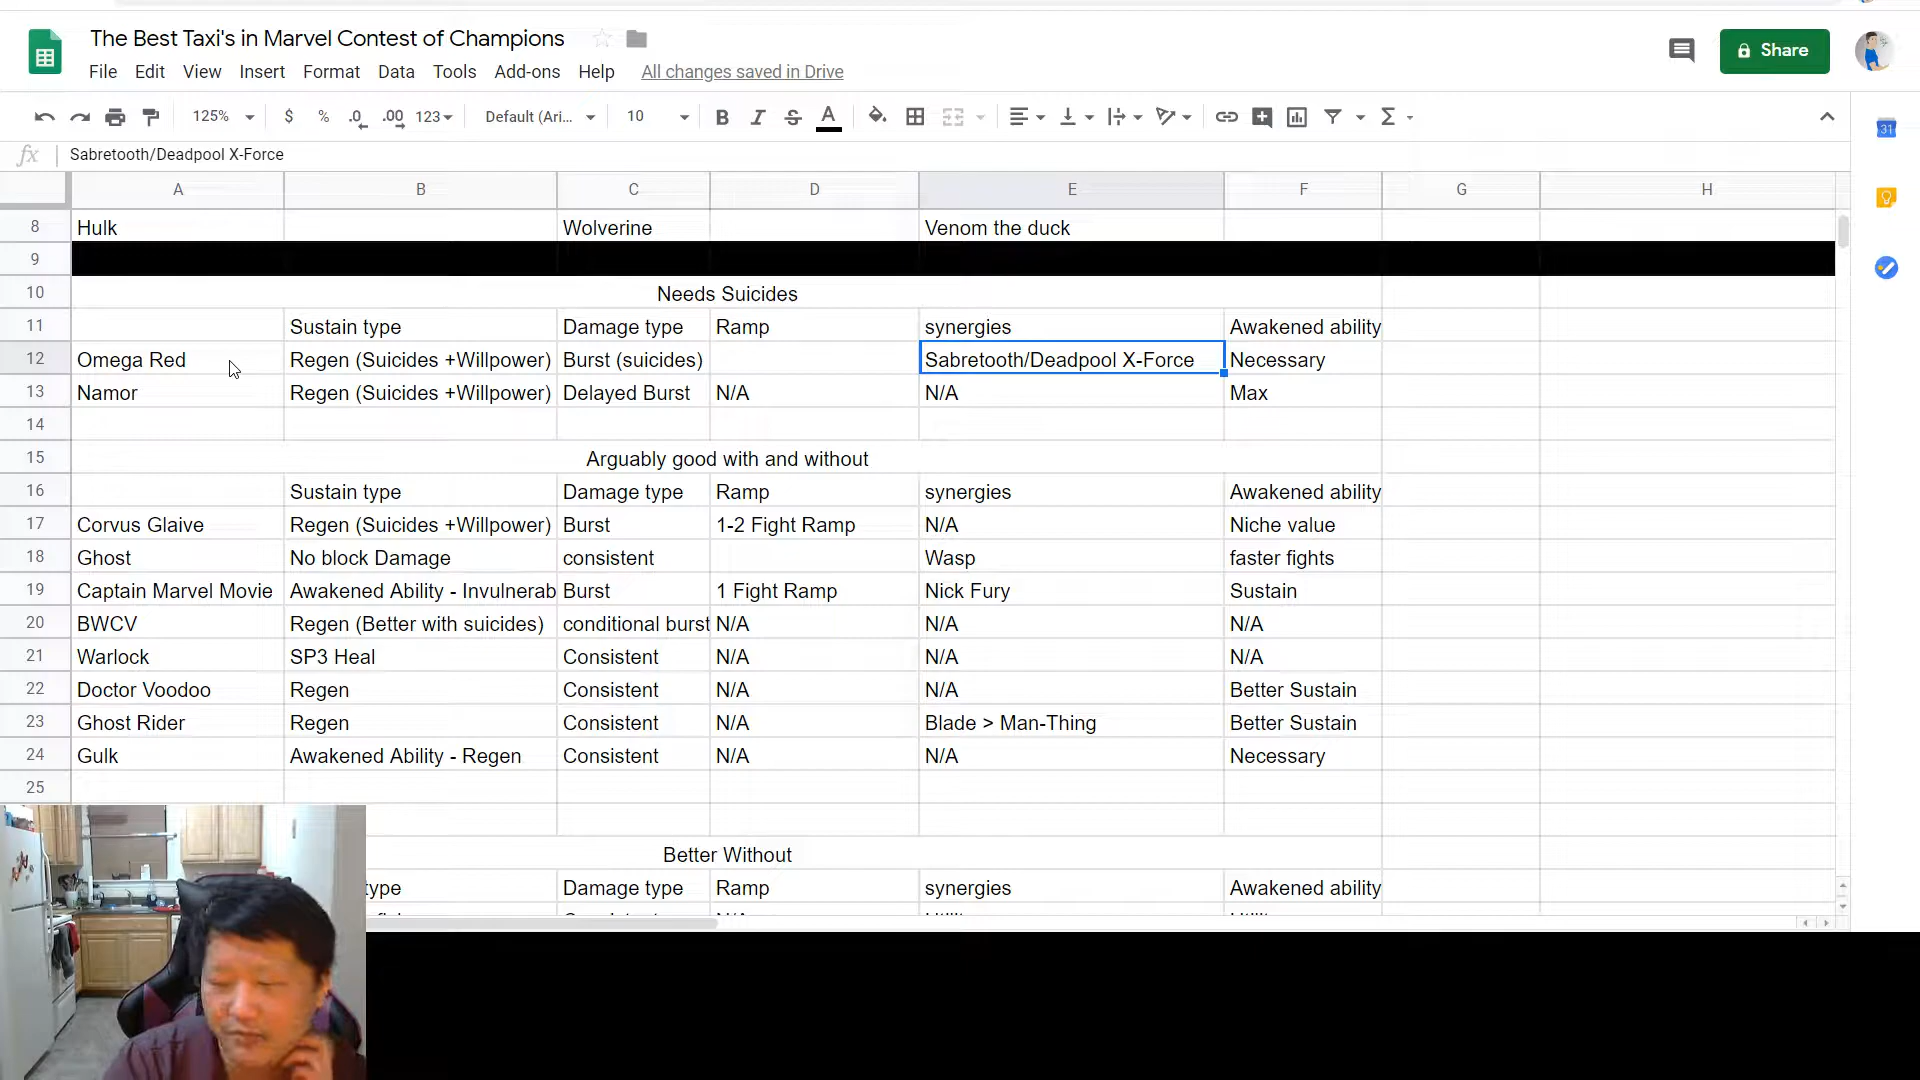 The Best Taxi's in Marvel Contest of Champions
File Edit View Insert Format Data Tools Add-ons Help All changes saved in Drive
Share
125% $ % .0 .00 123 Default (Ari... 10 B I S A Σ
31
fx Sabretooth/Deadpool X-Force
A B C D E F G H
8 Hulk Wolverine Venom the duck
9
10 Needs Suicides
11 Sustain type Damage type Ramp synergies Awakened ability
12 Omega Red Regen (Suicides +Willpower) Burst (suicides) Sabretooth/Deadpool X-Force Necessary
13 Namor Regen (Suicides +Willpower) Delayed Burst N/A N/A Max
14
15 Arguably good with and without
16 Sustain type Damage type Ramp synergies Awakened ability
17 Corvus Glaive Regen (Suicides +Willpower) Burst 1-2 Fight Ramp N/A Niche value
18 Ghost No block Damage consistent Wasp faster fights
19 Captain Marvel Movie Awakened Ability - Invulnerab Burst 1 Fight Ramp Nick Fury Sustain
20 BWCV Regen (Better with suicides) conditional burst N/A N/A N/A
21 Warlock SP3 Heal Consistent N/A N/A N/A
22 Doctor Voodoo Regen Consistent N/A N/A Better Sustain
23 Ghost Rider Regen Consistent N/A Blade > Man-Thing Better Sustain
24 Gulk Awakened Ability - Regen Consistent N/A N/A Necessary
25
Better Without
type Damage type Ramp synergies Awakened ability